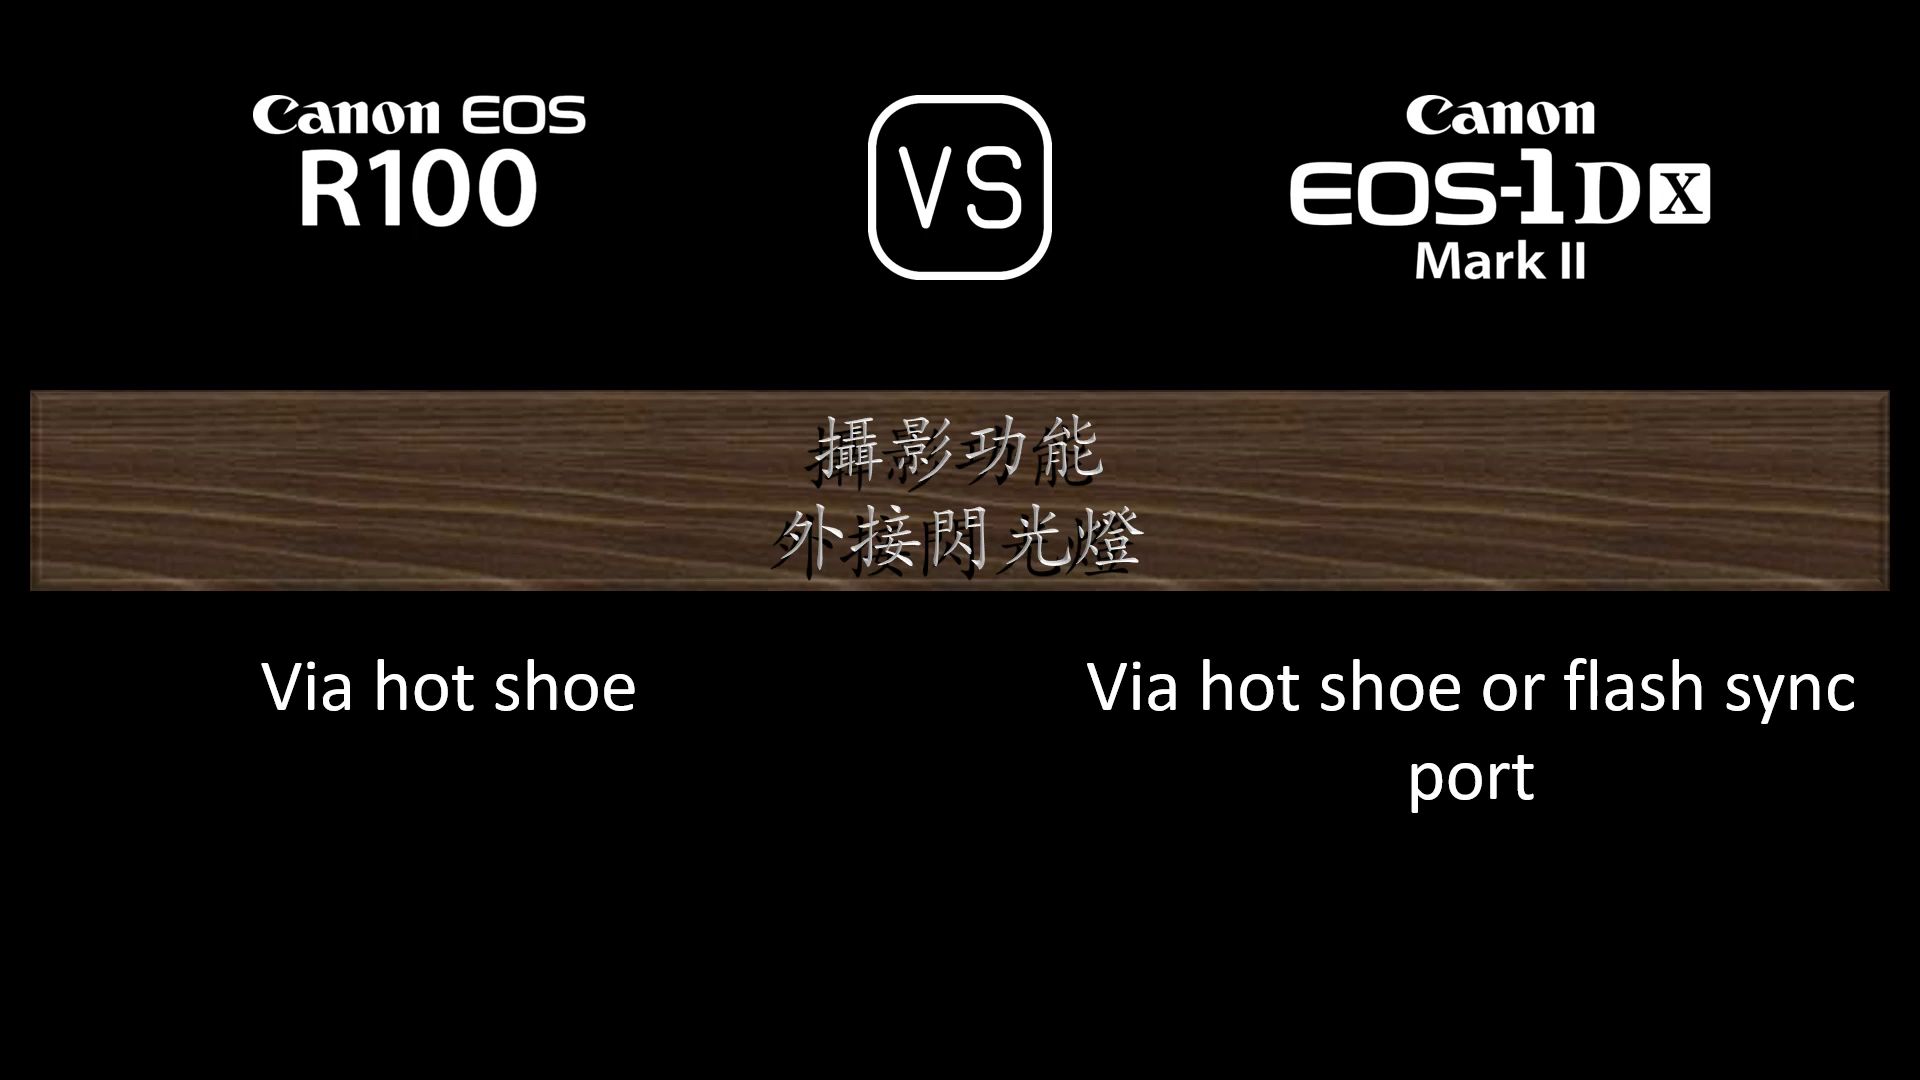 Canon EOS
R100
VS
Canon
EOS-1DX
Mark II
攝影功能
外接閃光燈
Via hot shoe
Via hot shoe or flash sync
port